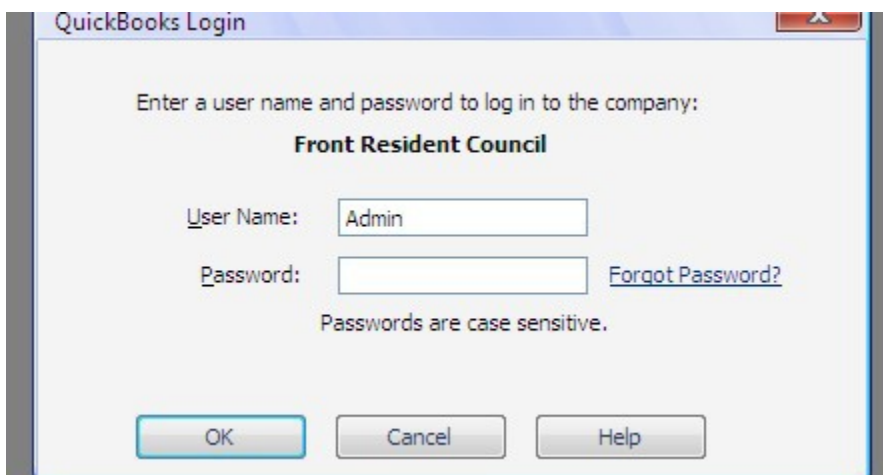 QuickBooks Login
Enter a user name and password to log in to the company:
Front Resident Council
User Name: Admin
Password: Forgot Password?
Passwords are case sensitive.
OK Cancel Help